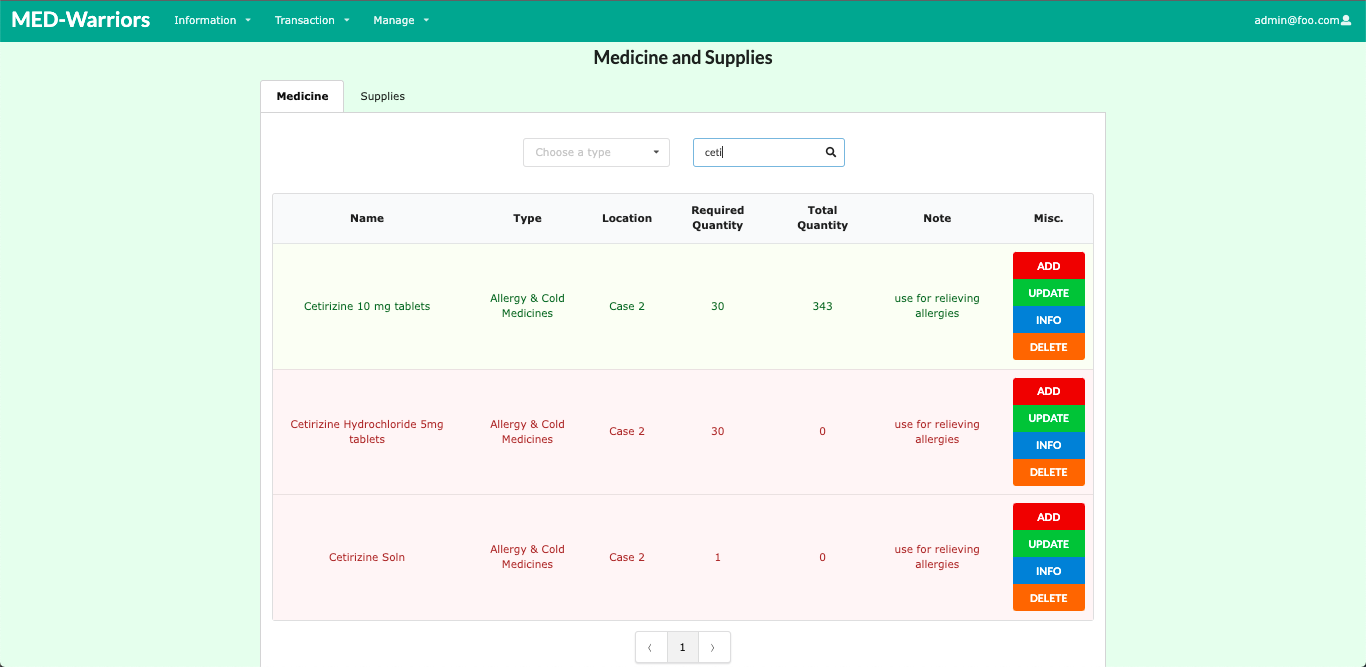 MED-Warriors Information Transaction Manage admin@foo.com
Medicine and Supplies
Medicine Supplies
Choose a type ceti
Name Type Location Required Quantity Total Quantity Note Misc.
Cetirizine 10 mg tablets Allergy & Cold Medicines Case 2 30 343 use for relieving allergies
ADD
UPDATE
INFO
DELETE
Cetirizine Hydrochloride 5mg tablets Allergy & Cold Medicines Case 2 30 0 use for relieving allergies
ADD
UPDATE
INFO
DELETE
Cetirizine Soln Allergy & Cold Medicines Case 2 1 0 use for relieving allergies
ADD
UPDATE
INFO
DELETE
‹ 1 ›